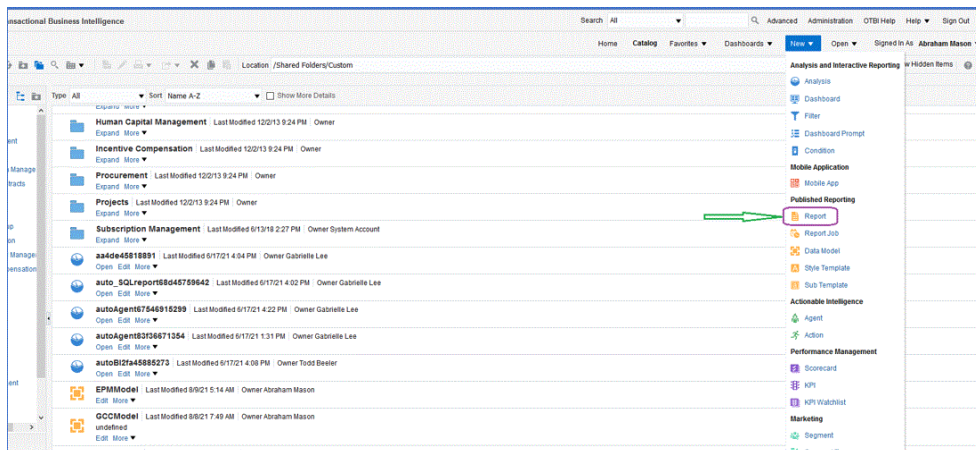 ansactional Business Intelligence
Search All
Advanced Administration OTBI Help Help Sign Out
Home Catalog Favorites Dashboards New Open Signed In As Abraham Mason
Location /Shared Folders/Custom
w Hidden Items
Type All Sort Name A-Z Show More Details
Expand More
Human Capital Management Last Modified 12/2/13 9:24 PM Owner
Expand More
Incentive Compensation Last Modified 12/2/13 9:24 PM Owner
Expand More
Procurement Last Modified 12/2/13 9:24 PM Owner
Expand More
Projects Last Modified 12/2/13 9:24 PM Owner
Expand More
Subscription Management Last Modified 6/13/18 2:27 PM Owner System Account
Expand More
aa4de45818891 Last Modified 6/17/21 4:04 PM Owner Gabrielle Lee
Open Edit More
auto_SQLreport68d45759642 Last Modified 6/17/21 4:02 PM Owner Gabrielle Lee
Open Edit More
autoAgent67546915299 Last Modified 6/17/21 4:22 PM Owner Gabrielle Lee
Open Edit More
autoAgent83f36671354 Last Modified 6/17/21 1:31 PM Owner Gabrielle Lee
Open Edit More
autoBI2fa45885273 Last Modified 6/17/21 4:08 PM Owner Todd Beeler
Open Edit More
EPMModel Last Modified 8/9/21 5:14 AM Owner Abraham Mason
Edit More
GCCModel Last Modified 8/8/21 7:49 AM Owner Abraham Mason
undefined
Edit More
ent
Manage
tracts
on
Manage
ensation
ent
Analysis and Interactive Reporting
Analysis
Dashboard
Filter
Dashboard Prompt
Condition
Mobile Application
Mobile App
Published Reporting
Report
Report Job
Data Model
Style Template
Sub Template
Actionable Intelligence
Agent
Action
Performance Management
Scorecard
KPI
KPI Watchlist
Marketing
Segment